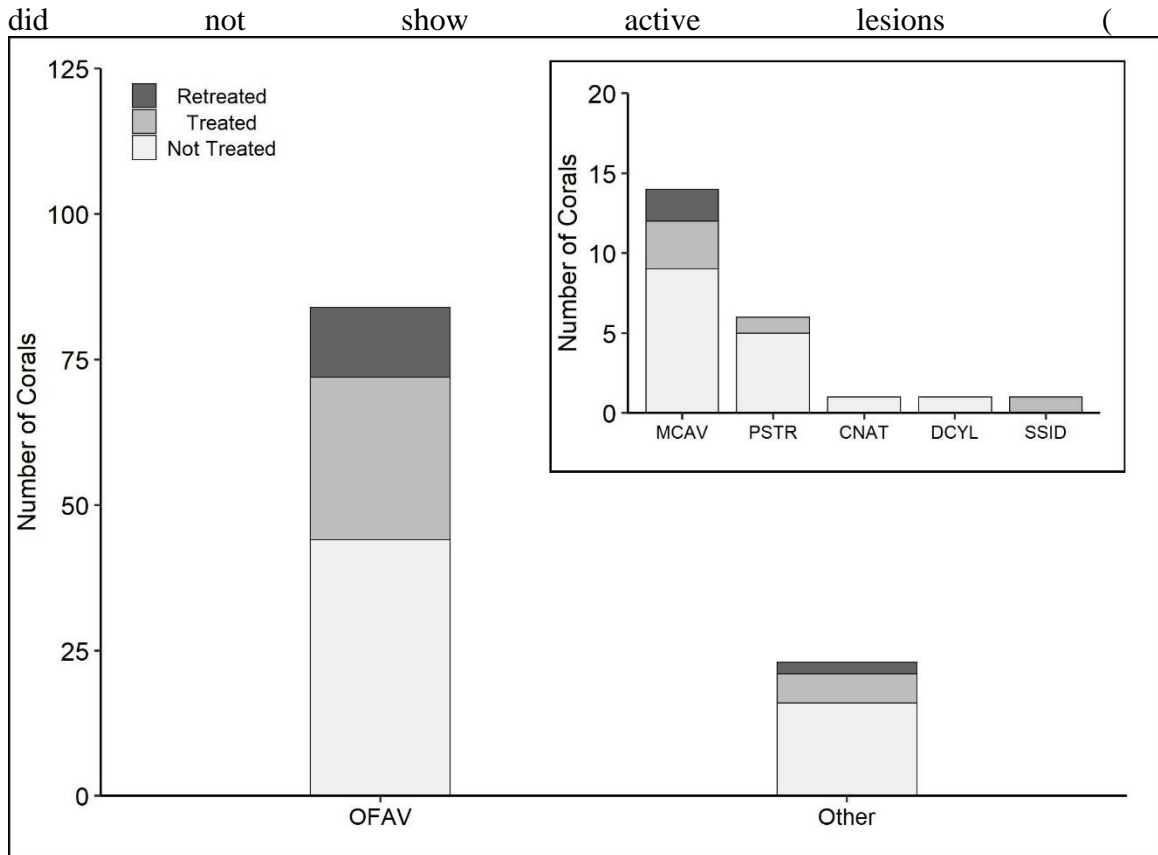 did not show active lesions (
125
100
75
50
25
0
Number of Corals
Retreated
Treated
Not Treated
OFAV
Other
20
15
10
5
0
Number of Corals
MCAV PSTR CNAT DCYL SSID